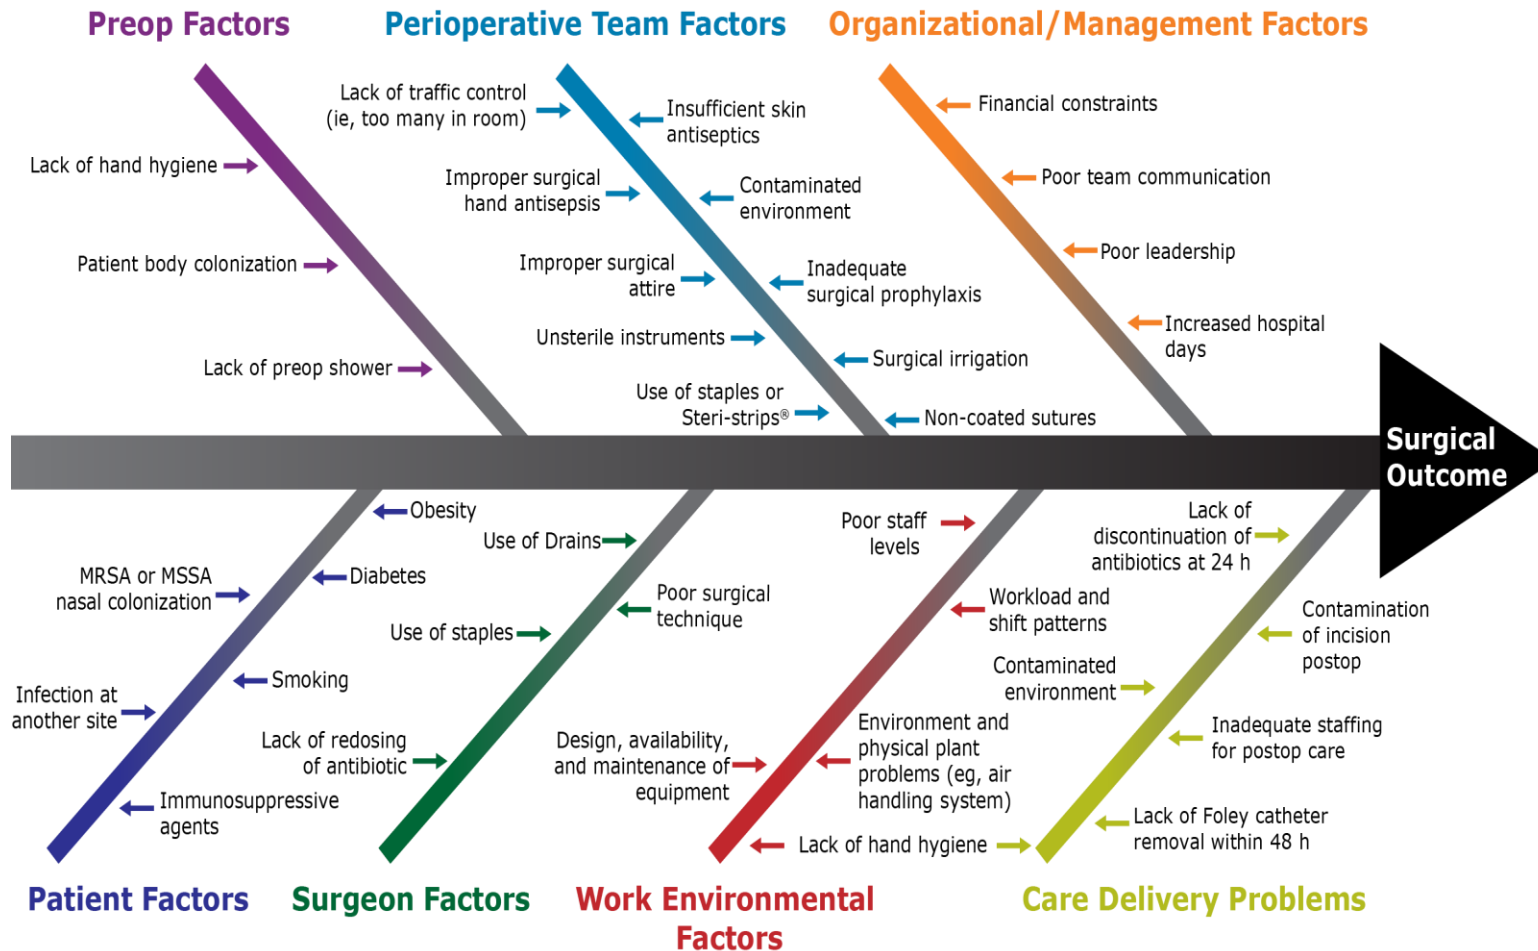 Preop Factors
Perioperative Team Factors
Organizational/Management Factors
Lack of hand hygiene
Patient body colonization
Lack of preop shower
Lack of traffic control
(ie, too many in room)
Improper surgical
hand antisepsis
Improper surgical
attire
Unsterile instruments
Use of staples or
Steri-strips®
Insufficient skin
antiseptics
Contaminated
environment
Inadequate
surgical prophylaxis
Surgical irrigation
Non-coated sutures
Financial constraints
Poor team communication
Poor leadership
Increased hospital
days
Surgical
Outcome
MRSA or MSSA
nasal colonization
Infection at
another site
Obesity
Diabetes
Smoking
Immunosuppressive
agents
Use of Drains
Use of staples
Lack of redosing
of antibiotic
Poor surgical
technique
Poor staff
levels
Design, availability,
and maintenance of
equipment
Workload and
shift patterns
Environment and
physical plant
problems (eg, air
handling system)
Lack of hand hygiene
Lack of
discontinuation of
antibiotics at 24 h
Contaminated
environment
Contamination
of incision
postop
Inadequate staffing
for postop care
Lack of Foley catheter
removal within 48 h
Patient Factors
Surgeon Factors
Work Environmental
Factors
Care Delivery Problems